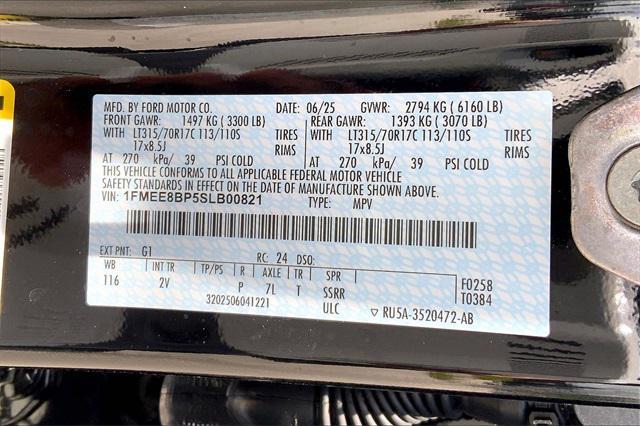 MFD. BY FORD MOTOR CO. DATE: 06/25 GVWR: 2794 KG ( 6160 LB)
FRONT GAWR: 1497 KG ( 3300 LB) REAR GAWR: 1393 KG ( 3070 LB)
WITH LT315/70R17C 113/110S TIRES WITH LT315/70R17C 113/110S TIRES
17x8.5J RIMS 17x8.5J RIMS
AT 270 kPa/ 39 PSI COLD AT 270 kPa/ 39 PSI COLD
THIS VEHICLE CONFORMS TO ALL APPLICABLE FEDERAL MOTOR VEHICLE
SAFETY STANDARDS IN EFFECT ON THE DATE OF MANUFACTURE SHOWN ABOVE.
VIN: 1FMEE8BP5SLB00821 TYPE: MPV
EXT PNT: G1 RC: 24 DSO:
WB INT TR TP/PS R AXLE TR SPR F0258
116 2V P 7L T SSRR T0384
3202506041221 ULC ▽ RU5A-3520472-AB